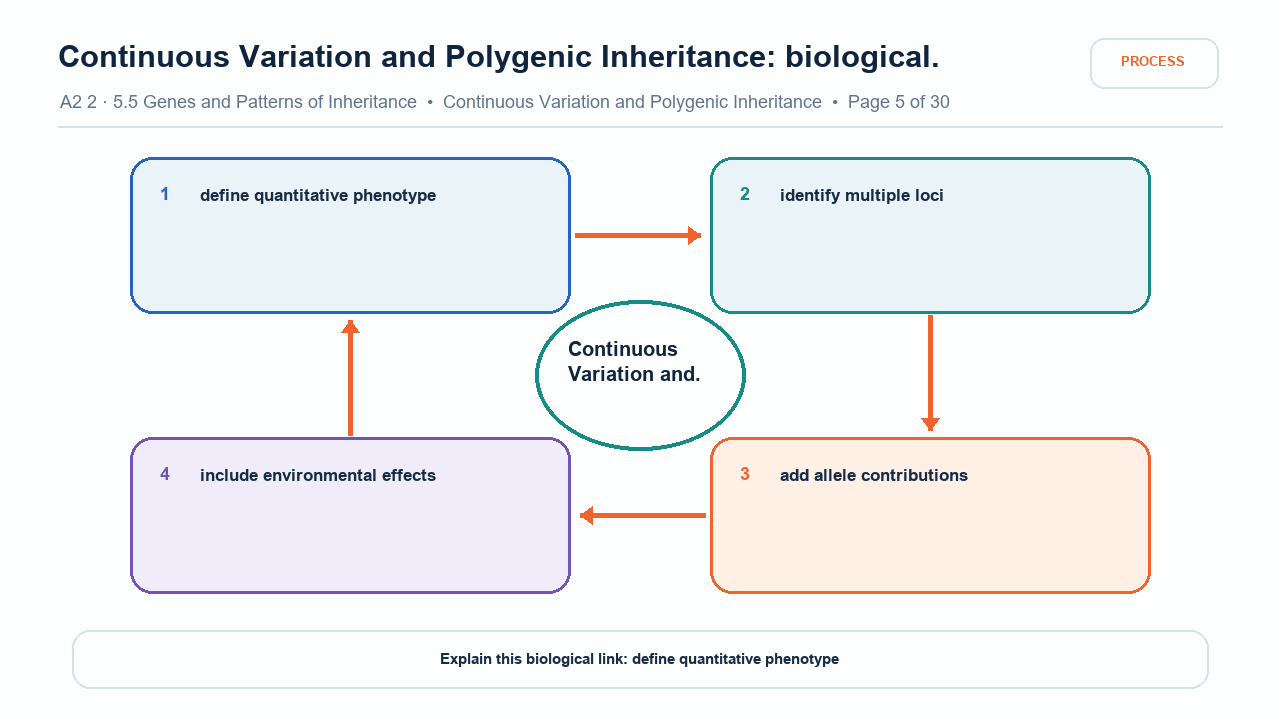 Continuous Variation and Polygenic Inheritance: biological.
PROCESS
A2 2 · 5.5 Genes and Patterns of Inheritance • Continuous Variation and Polygenic Inheritance • Page 5 of 30
1 define quantitative phenotype
2 identify multiple loci
Continuous
Variation and.
4 include environmental effects
3 add allele contributions
Explain this biological link: define quantitative phenotype